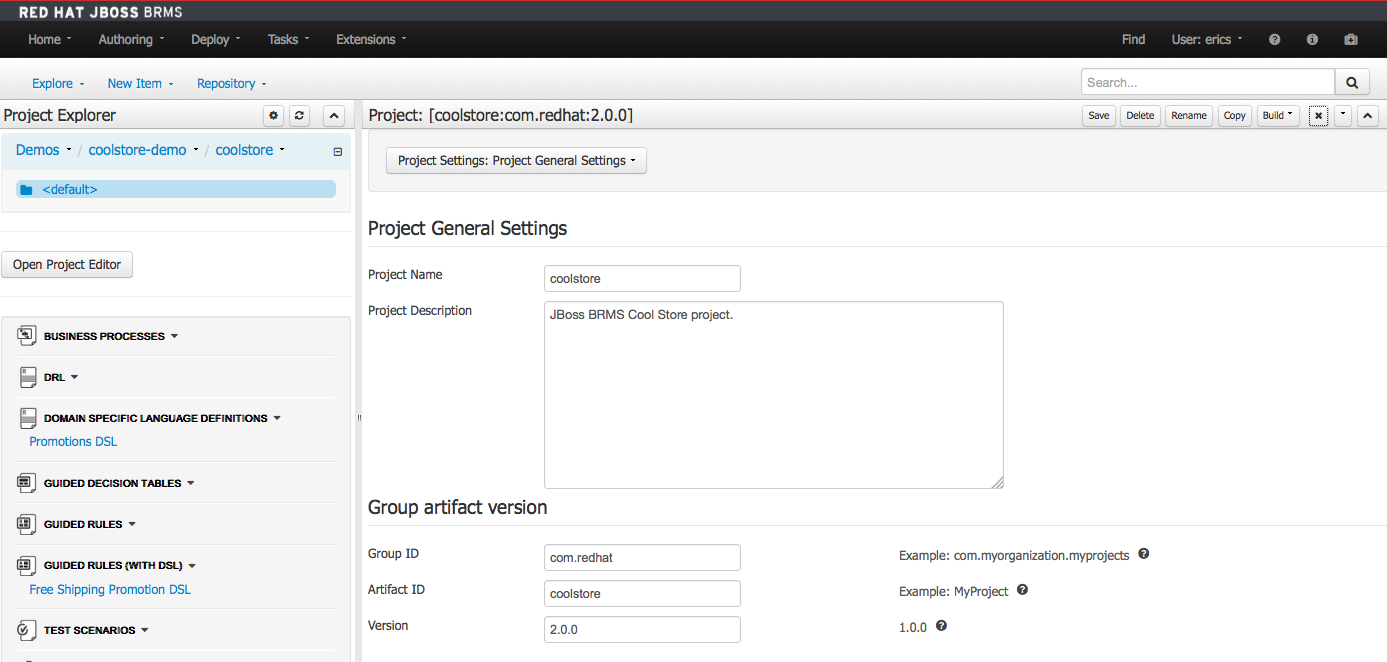 RED HAT JBOSS BRMS
Home Authoring Deploy Tasks Extensions Find User: erics
Explore New Item Repository Search...
Project Explorer
Demos / coolstore-demo / coolstore
<default>
Open Project Editor
BUSINESS PROCESSES
DRL
DOMAIN SPECIFIC LANGUAGE DEFINITIONS
Promotions DSL
GUIDED DECISION TABLES
GUIDED RULES
GUIDED RULES (WITH DSL)
Free Shipping Promotion DSL
TEST SCENARIOS
Project: [coolstore:com.redhat:2.0.0] Save Delete Rename Copy Build
Project Settings: Project General Settings
Project General Settings
Project Name coolstore
Project Description JBoss BRMS Cool Store project.
Group artifact version
Group ID com.redhat Example: com.myorganization.myprojects
Artifact ID coolstore Example: MyProject
Version 2.0.0 1.0.0